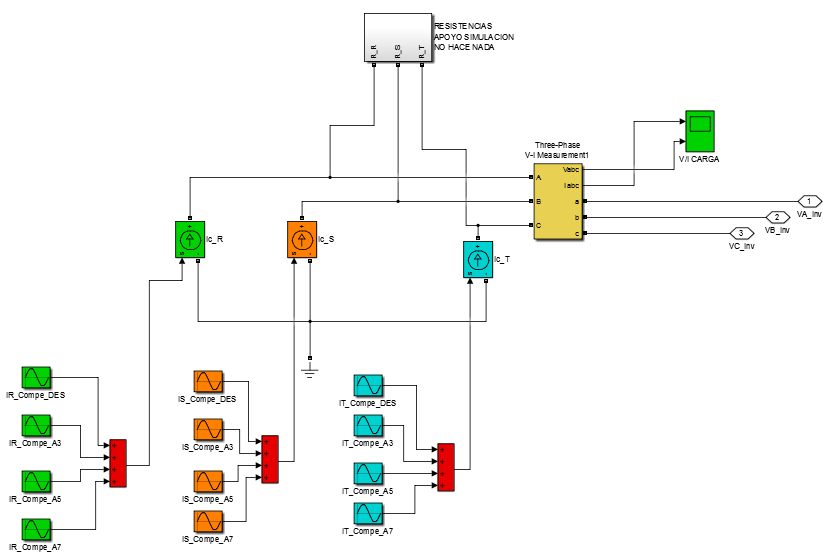 R_R
R_S
R_T
RESISTENCIAS
APOYO SIMULACION
NO HACE NADA
Three-Phase
V-I Measurement1
A
B
C
Vabc
Iabc
a
b
c
V/I CARGA
1
VA_Inv
2
VB_Inv
3
VC_Inv
+
s
-
Ic_R
+
s
-
Ic_S
+
s
-
Ic_T
IR_Compe_DES
IR_Compe_A3
IR_Compe_A5
IR_Compe_A7
+
+
+
+
IS_Compe_DES
IS_Compe_A3
IS_Compe_A5
IS_Compe_A7
+
+
+
+
IT_Compe_DES
IT_Compe_A3
IT_Compe_A5
IT_Compe_A7
+
+
+
+